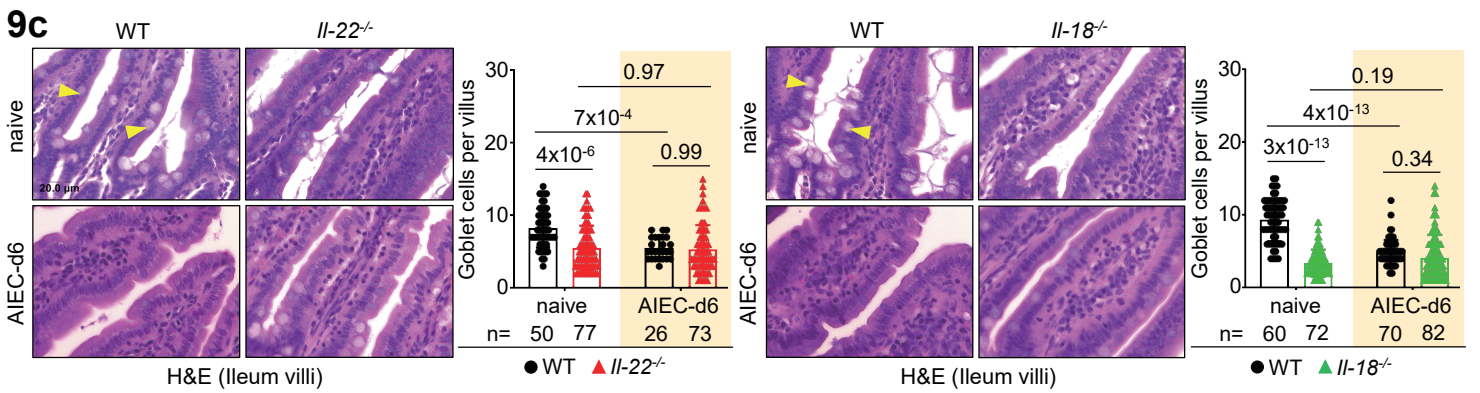 9c
WT
Il-22-/-
naive
20.0 µm
AIEC-d6
H&E (Ileum villi)
Goblet cells per villus
30
20
10
0
0.97
7x10-4
4x10-6
0.99
naive
AIEC-d6
n= 50 77 26 73
WT Il-22-/-
WT
Il-18-/-
naive
AIEC-d6
H&E (Ileum villi)
Goblet cells per villus
30
20
10
0
0.19
4x10-13
3x10-13
0.34
naive
AIEC-d6
n= 60 72 70 82
WT Il-18-/-